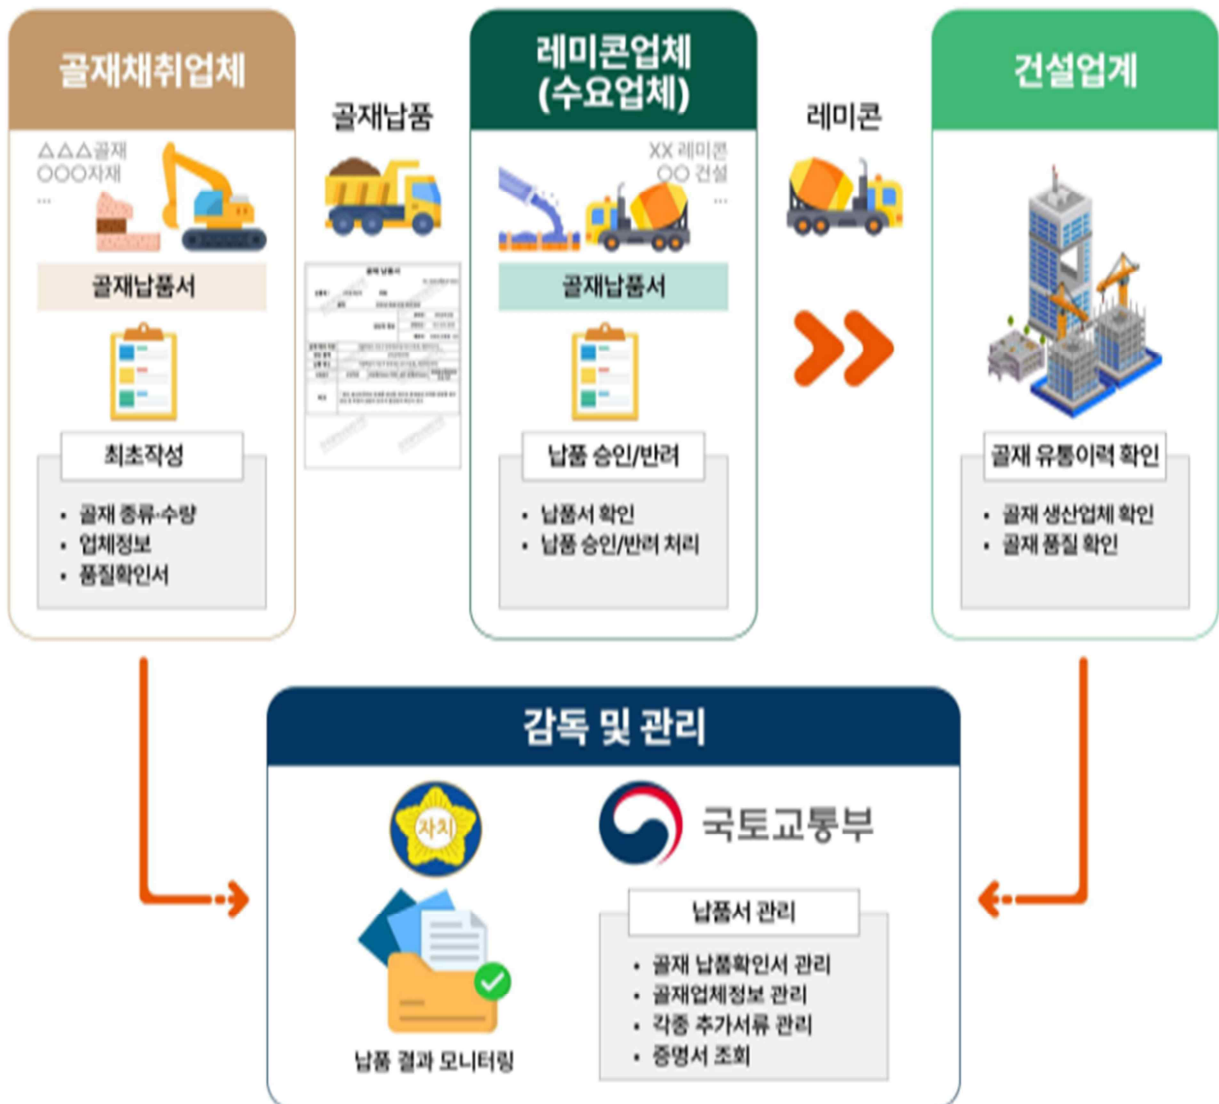 골재채취업체
△△△골재
○○○자재
...
골재납품서
최초작성
• 골재 종류·수량
• 업체정보
• 품질확인서
골재납품
골재 납품서
레미콘업체
(수요업체)
XX 레미콘
○○ 건설
...
골재납품서
납품 승인/반려
• 납품서 확인
• 납품 승인/반려 처리
레미콘
건설업계
골재 유통이력 확인
• 골재 생산업체 확인
• 골재 품질 확인
감독 및 관리
자치
국토교통부
납품 결과 모니터링
납품서 관리
• 골재 납품확인서 관리
• 골재업체정보 관리
• 각종 추가서류 관리
• 증명서 조회